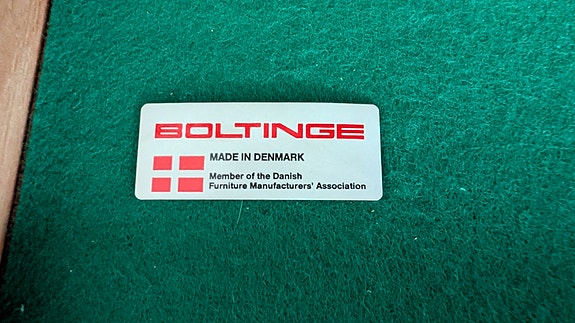 BOLTINGE
MADE IN DENMARK
Member of the Danish
Furniture Manufacturers' Association